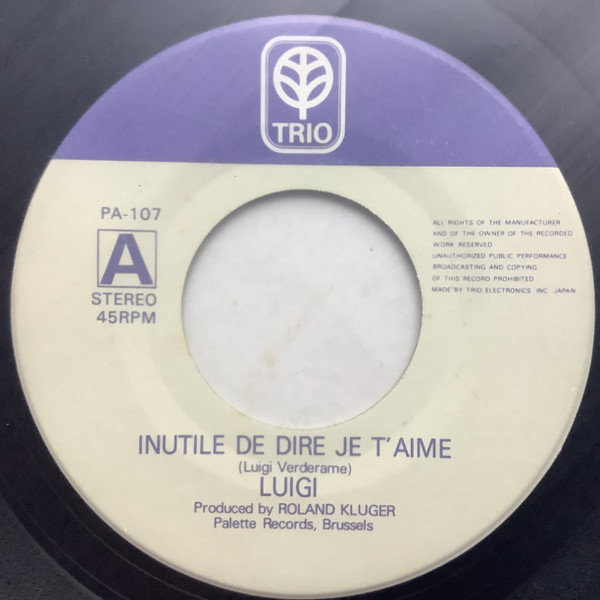 TRIO
PA-107
A
STEREO
45RPM
ALL RIGHTS OF THE MANUFACTURER
AND OF THE OWNER OF THE RECORDED
WORK RESERVED
UNAUTHORIZED PUBLIC PERFORMANCE
BROADCASTING AND COPYING
OF THIS RECORD PROHIBITED
MADE BY TRIO ELECTRONICS INC JAPAN
INUTILE DE DIRE JE T'AIME
(Luigi Verderame)
LUIGI
Produced by ROLAND KLUGER
Palette Records, Brussels